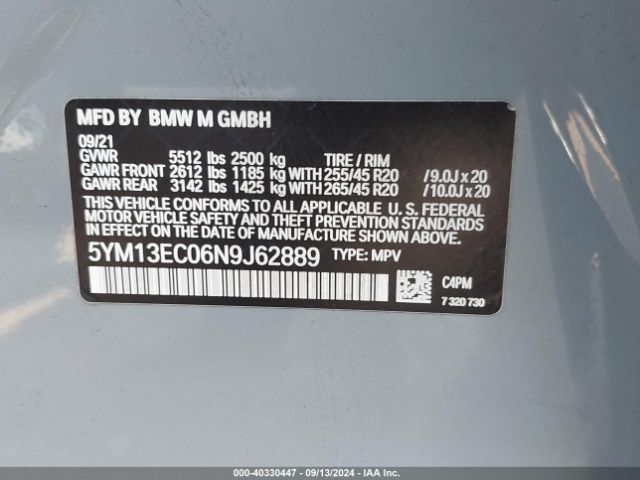 MFD BY BMW M GMBH
09/21
GVWR 5512 lbs 2500 kg TIRE / RIM
GAWR FRONT 2612 lbs 1185 kg WITH 255/45 R20 / 9.0J x 20
GAWR REAR 3142 lbs 1425 kg WITH 265/45 R20 / 10.0J x 20
THIS VEHICLE CONFORMS TO ALL APPLICABLE U. S. FEDERAL
MOTOR VEHICLE SAFETY, BUMPER, AND THEFT PREVENTION
STANDARDS IN EFFECT ON THE DATE OF MANUFACTURE SHOWN ABOVE.
5YM13EC06N9J62889 TYPE: MPV
C4PM
7 320 730
000-40330447 - 09/13/2024 - IAA Inc.